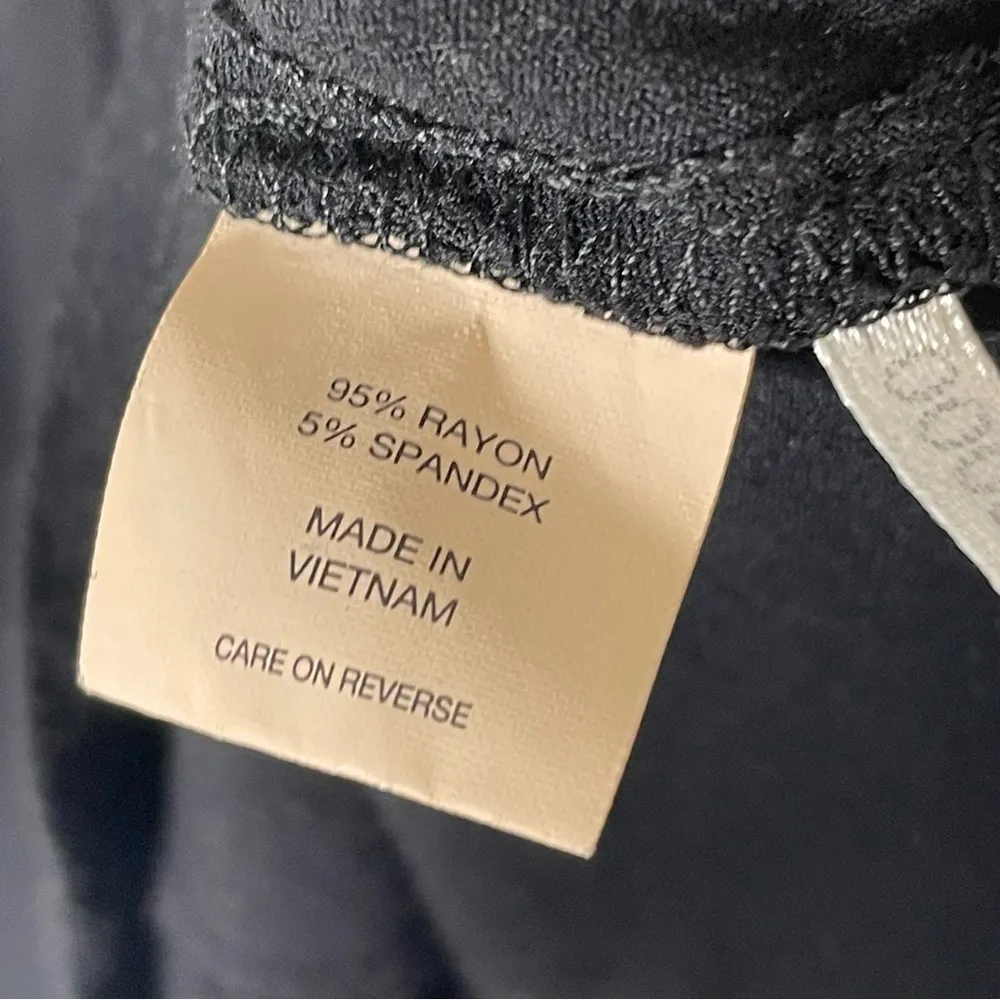 95% RAYON
5% SPANDEX
MADE IN
VIETNAM
CARE ON REVERSE